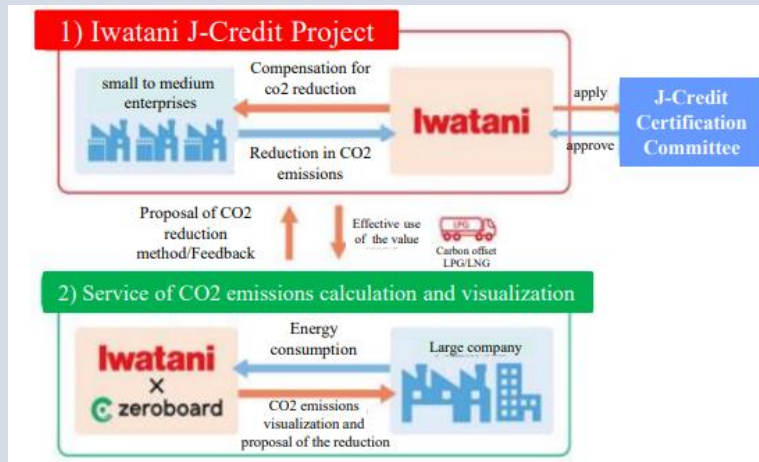 1) Iwatani J-Credit Project
small to medium
enterprises
Compensation for
co2 reduction
Iwatani
Reduction in CO2
emissions
apply
approve
J-Credit
Certification
Committee
Proposal of CO2
reduction
method/Feedback
Effective use
of the value
LPG
Carbon offset
LPG/LNG
2) Service of CO2 emissions calculation and visualization
Iwatani
×
zeroboard
Energy
consumption
CO2 emissions
visualization and
proposal of the reduction
Large company